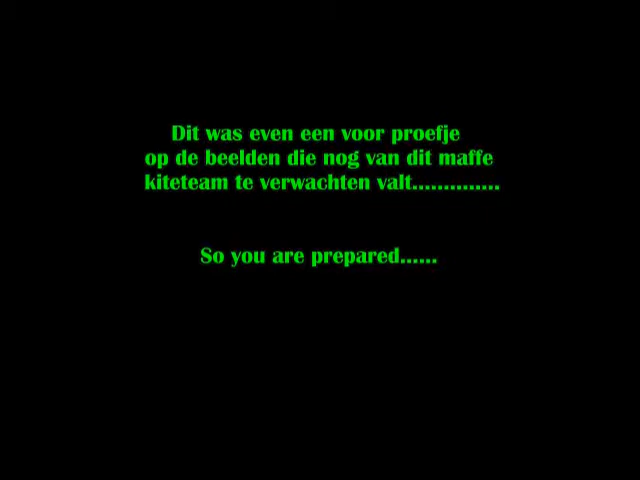 Dit was even een voor proefje
op de beelden die nog van dit maffe
kiteteam te verwachten valt..............
So you are prepared......